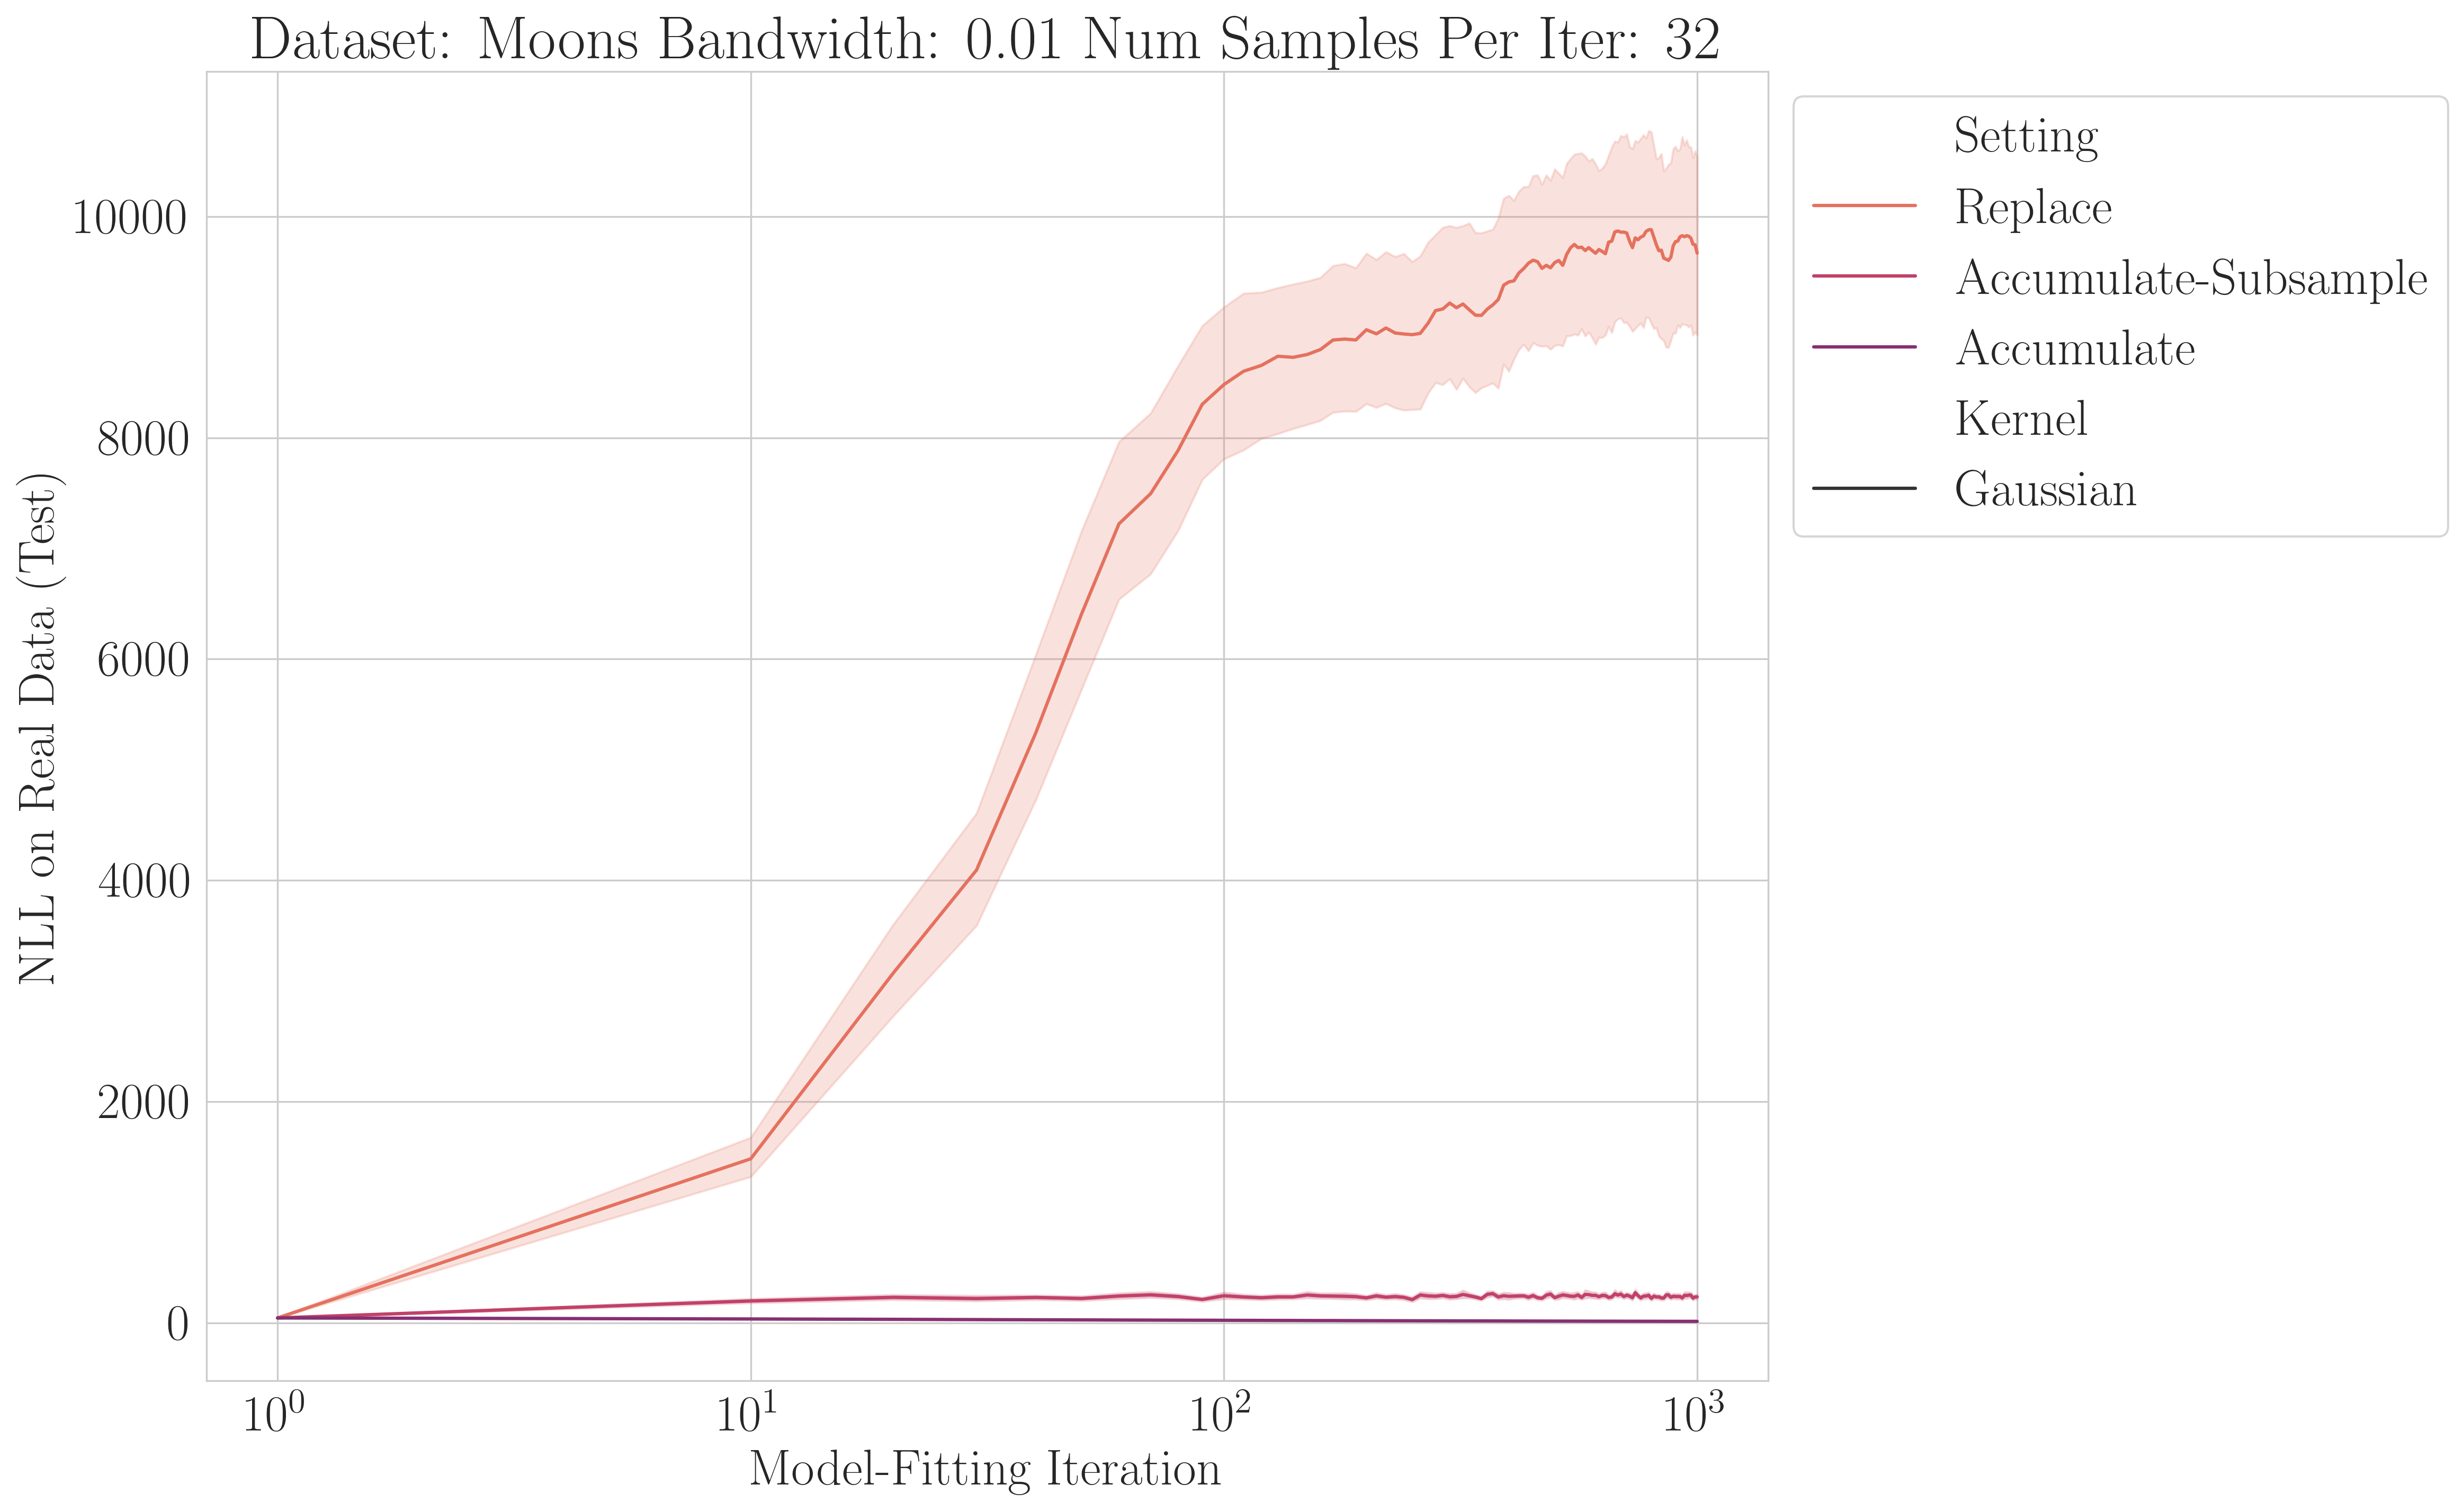 Dataset: Moons Bandwidth: 0.01 Num Samples Per Iter: 32
NLL on Real Data (Test)
10000
8000
6000
4000
2000
0
10^0
10^1
10^2
10^3
Model-Fitting Iteration
Setting
Replace
Accumulate-Subsample
Accumulate
Kernel
Gaussian